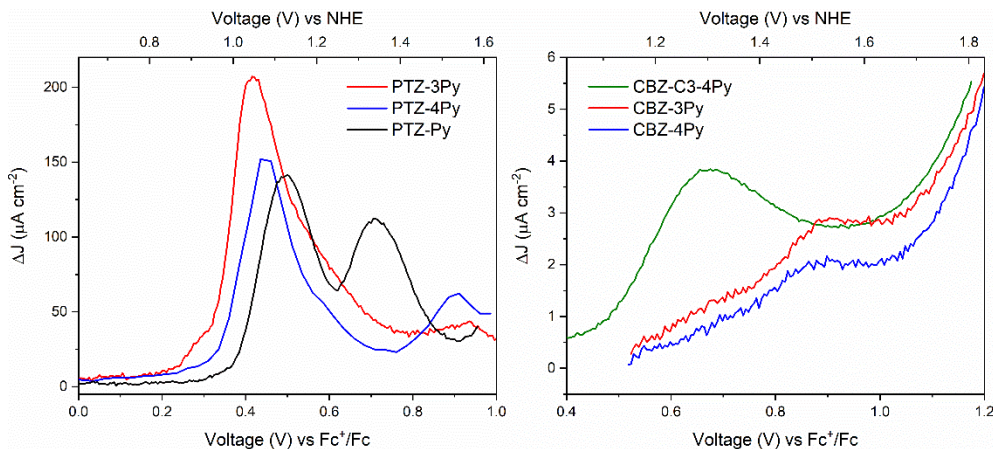 Voltage (V) vs NHE
0.8 1.0 1.2 1.4 1.6
200
150
100
50
0
ΔJ (μA cm⁻²)
PTZ-3Py
PTZ-4Py
PTZ-Py
0.0 0.2 0.4 0.6 0.8 1.0
Voltage (V) vs Fc⁺/Fc
Voltage (V) vs NHE
1.2 1.4 1.6 1.8
6
5
4
3
2
1
0
ΔJ (μA cm⁻²)
CBZ-C3-4Py
CBZ-3Py
CBZ-4Py
0.4 0.6 0.8 1.0 1.2
Voltage (V) vs Fc⁺/Fc